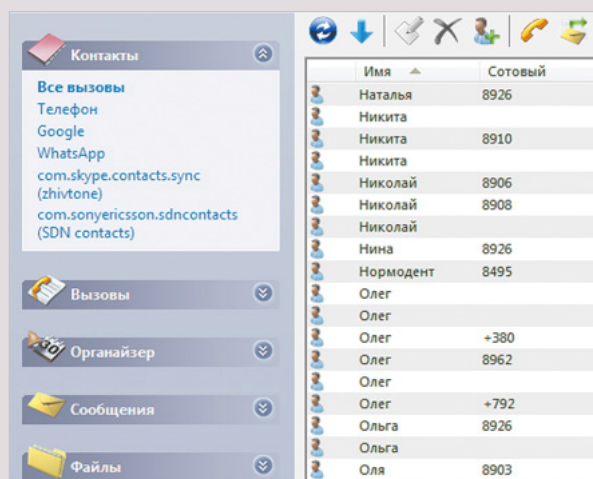 Контакты
Все вызовы
Телефон
Google
WhatsApp
com.skype.contacts.sync
(zhivtone)
com.sonyericsson.sdncontacts
(SDN contacts)
Вызовы
30
Органайзер
Сообщения
Файлы
Имя Сотовый
Наталья 8926
Никита
Никита 8910
Никита
Николай 8906
Николай 8908
Николай
Нина 8926
Нормодент 8495
Олег
Олег
Олег +380
Олег 8962
Олег
Олег +792
Ольга 8926
Ольга
Оля 8903